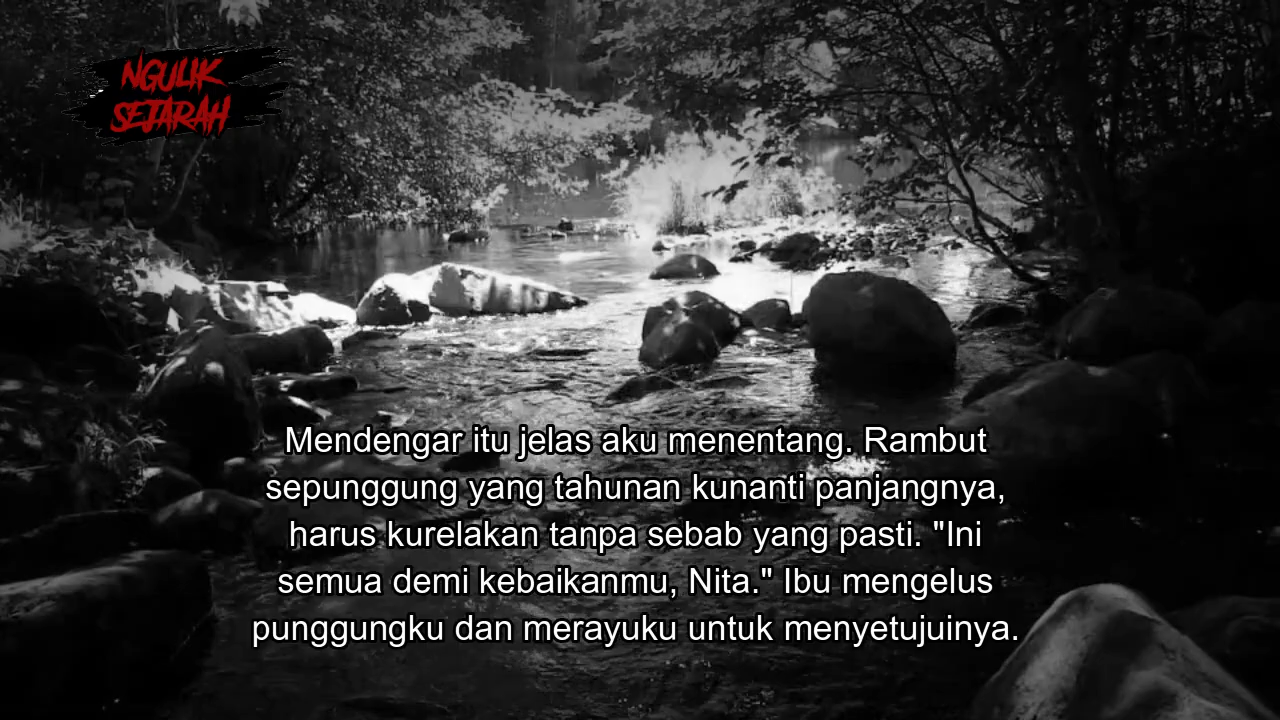 NGULIK
SEJARAH
Mendengar itu jelas aku menentang. Rambut
sepunggung yang tahunan kunanti panjangnya,
harus kurelakan tanpa sebab yang pasti. "Ini
semua demi kebaikanmu, Nita." Ibu mengelus
punggungku dan merayuku untuk menyetujuinya.